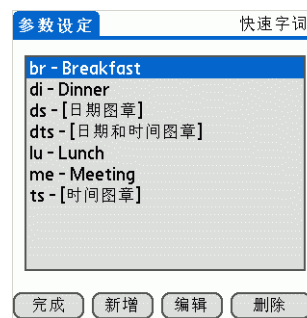 参数设定 快速字词
br - Breakfast
di - Dinner
ds - [日期图章]
dts - [日期和时间图章]
lu - Lunch
me - Meeting
ts - [时间图章]
完成 新增 编辑 删除